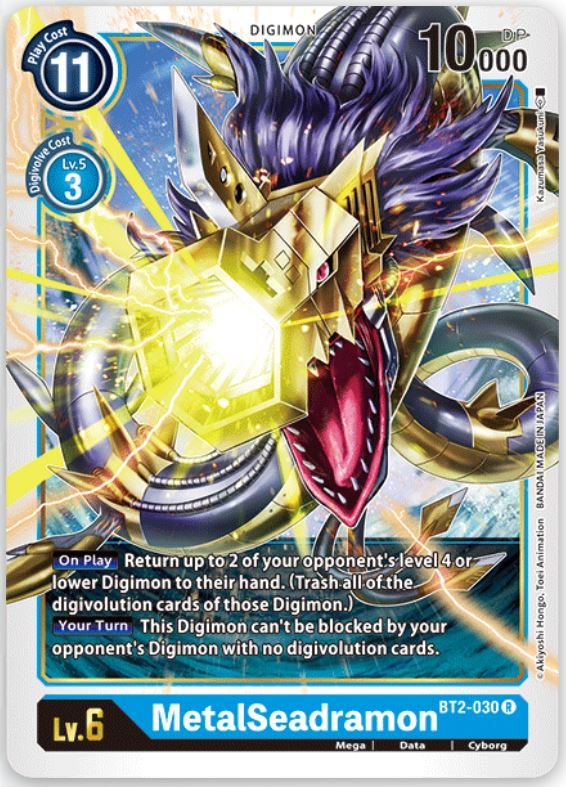 DIGIMON
Play Cost
11
DP
10000
Digivolve Cost
Lv.5
3
Kazumasa Yasukuni
On Play Return up to 2 of your opponent's level 4 or
lower Digimon to their hand. (Trash all of the
digivolution cards of those Digimon.)
Your Turn This Digimon can't be blocked by your
opponent's Digimon with no digivolution cards.
©Akiyoshi Hongo, Toei Animation BANDAI MADE IN JAPAN
Lv.6 MetalSeadramon BT2-030 R
Mega | Data | Cyborg